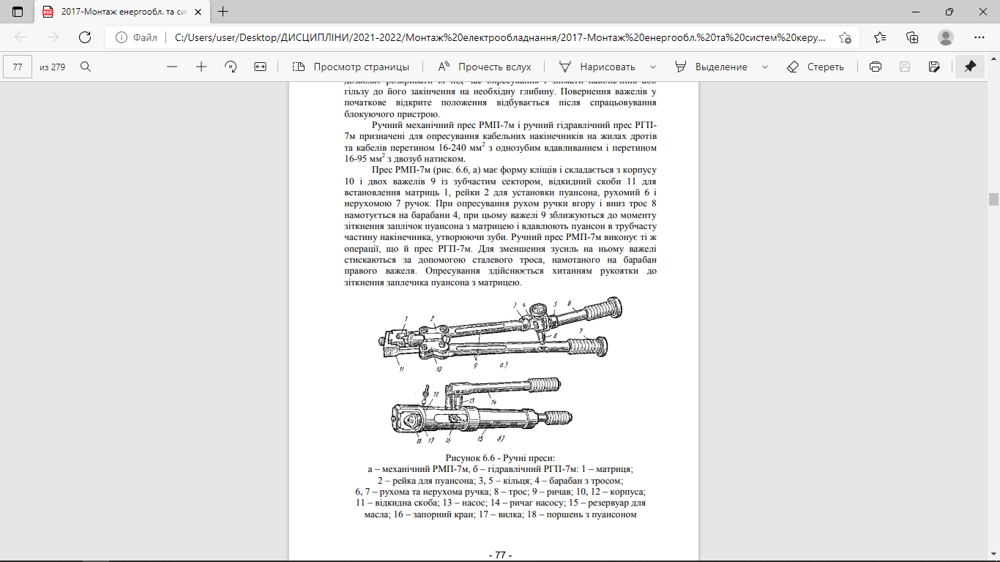 2017-Монтаж енергообл. та сис
Файл
C:/Users/user/Desktop/ДИСЦИПЛІНИ/2021-2022/Монтаж%20електрообладнання/2017-Монтаж%20енергообл.%20та%20систем%20керу...
77
из 279
Просмотр страницы
Прочесть вслух
Нарисовать
Выделение
Стереть
гільзу до його закінчення на необхідну глибину. Повернення важелів у
початкове відкрите положення відбувається після спрацьовування
блокуючого пристрою.
Ручний механічний прес РМП-7м і ручний гідравлічний прес РГП-
7м призначені для опресування кабельних накінечників на жилах дротів
та кабелів перетином 16-240 мм2 з однозубим вдавливанием і перетином
16-95 мм2 з двозуб натиском.
Прес РМП-7м (рис. 6.6, а) має форму кліщів і складається з корпусу
10 і двох важелів 9 із зубчастим сектором, відкидний скоби 11 для
встановлення матриць 1, рейки 2 для установки пуансона, рухомий 6 і
нерухомою 7 ручок. При опресування рухом ручки вгору і вниз трос 8
намотується на барабани 4, при цьому важелі 9 зближуються до моменту
зіткнення заплічок пуансона з матрицею і вдавлюють пуансон в трубчасту
частину накінечника, утворюючи зуби. Ручний прес РМП-7м виконує ті ж
операції, що й прес РГП-7м. Для зменшення зусиль на ньому важелі
стискаються за допомогою сталевого троса, намотаного на барабан
правого важеля. Опресування здійснюється хитанням рукоятки до
зіткнення заплечика пуансона з матрицею.
1
2
3
4
5
6
7
8
9
10
11
а)
12
13
14
15
16
17
18
б)
Рисунок 6.6 - Ручні преси:
а – механічний РМП-7м, б – гідравлічний РГП-7м: 1 – матриця;
2 – рейка для пуансона; 3, 5 – кільця; 4 – барабан з тросом;
6, 7 – рухома та нерухома ручка; 8 – трос; 9 – ричав; 10, 12 – корпуса;
11 – відкидна скоба; 13 – насос; 14 – ричаг насосу; 15 – резервуар для
масла; 16 – запорний кран; 17 – вилка; 18 – поршень з пуансоном
- 77 -